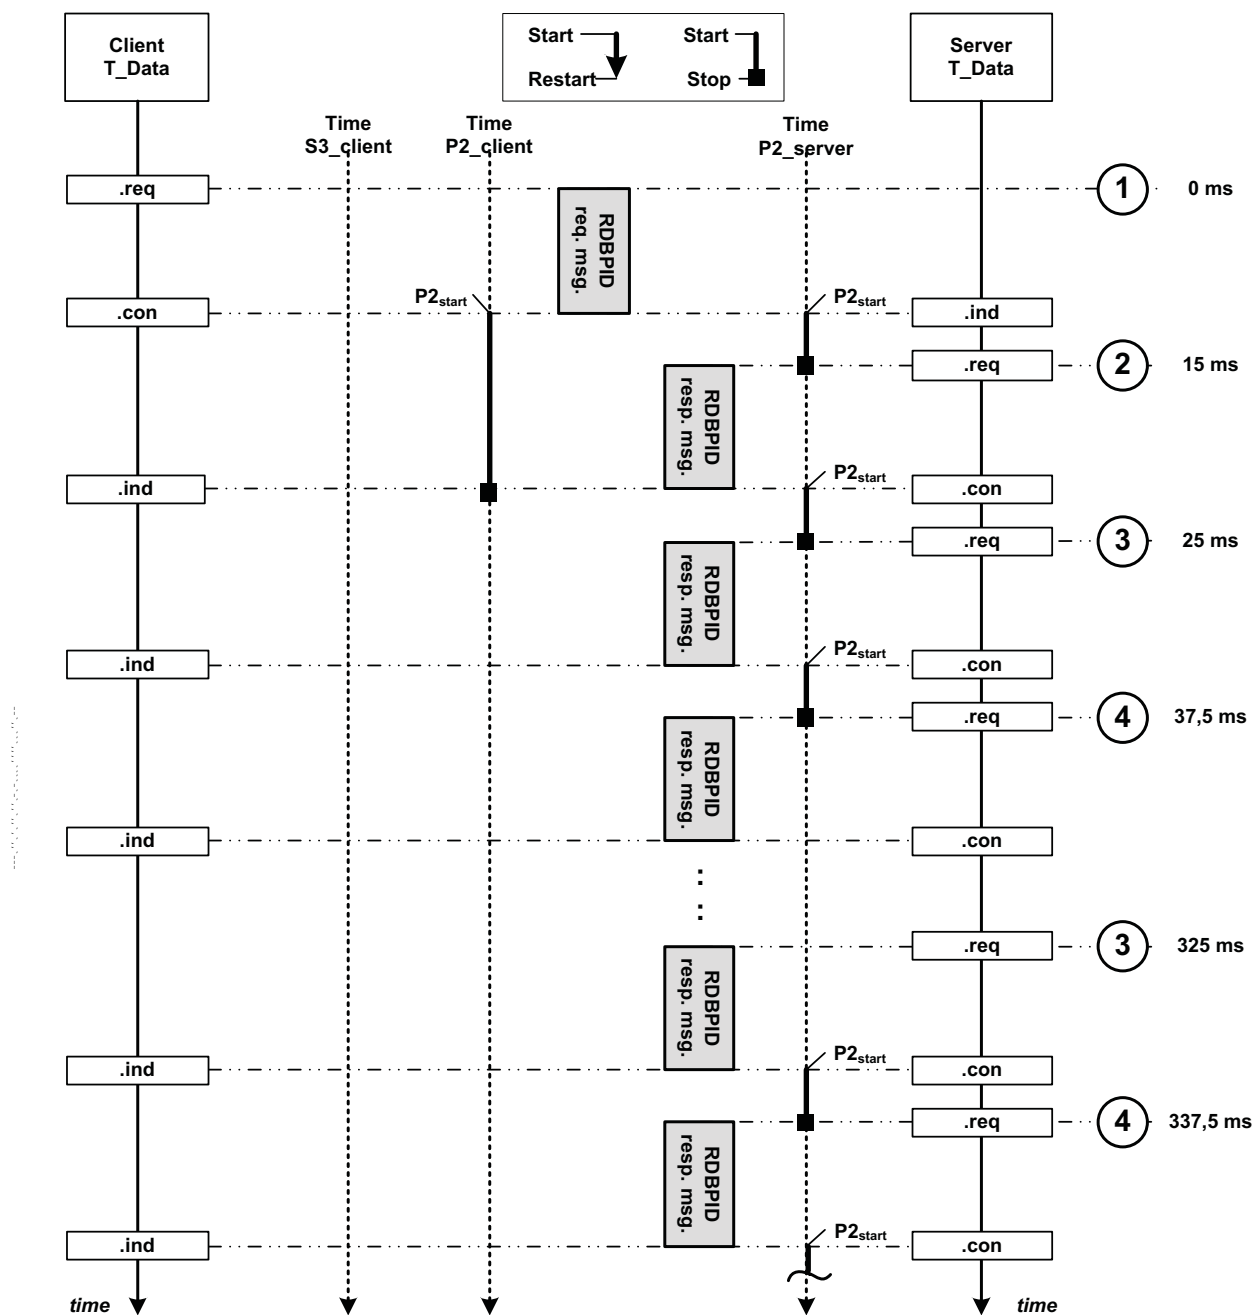 Client
T_Data
Start
Restart
Start
Stop
Server
T_Data
Time
S3_client
Time
P2_client
Time
P2_server
.req
1
0 ms
RDBPID
req. msg.
.con
P2start
P2start
.ind
.req
2
15 ms
RDBPID
resp. msg.
.ind
P2start
.con
.req
3
25 ms
RDBPID
resp. msg.
.ind
P2start
.con
.req
4
37,5 ms
RDBPID
resp. msg.
.ind
.con
.req
3
325 ms
RDBPID
resp. msg.
.ind
P2start
.con
.req
4
337,5 ms
RDBPID
resp. msg.
.ind
P2start
.con
time
time